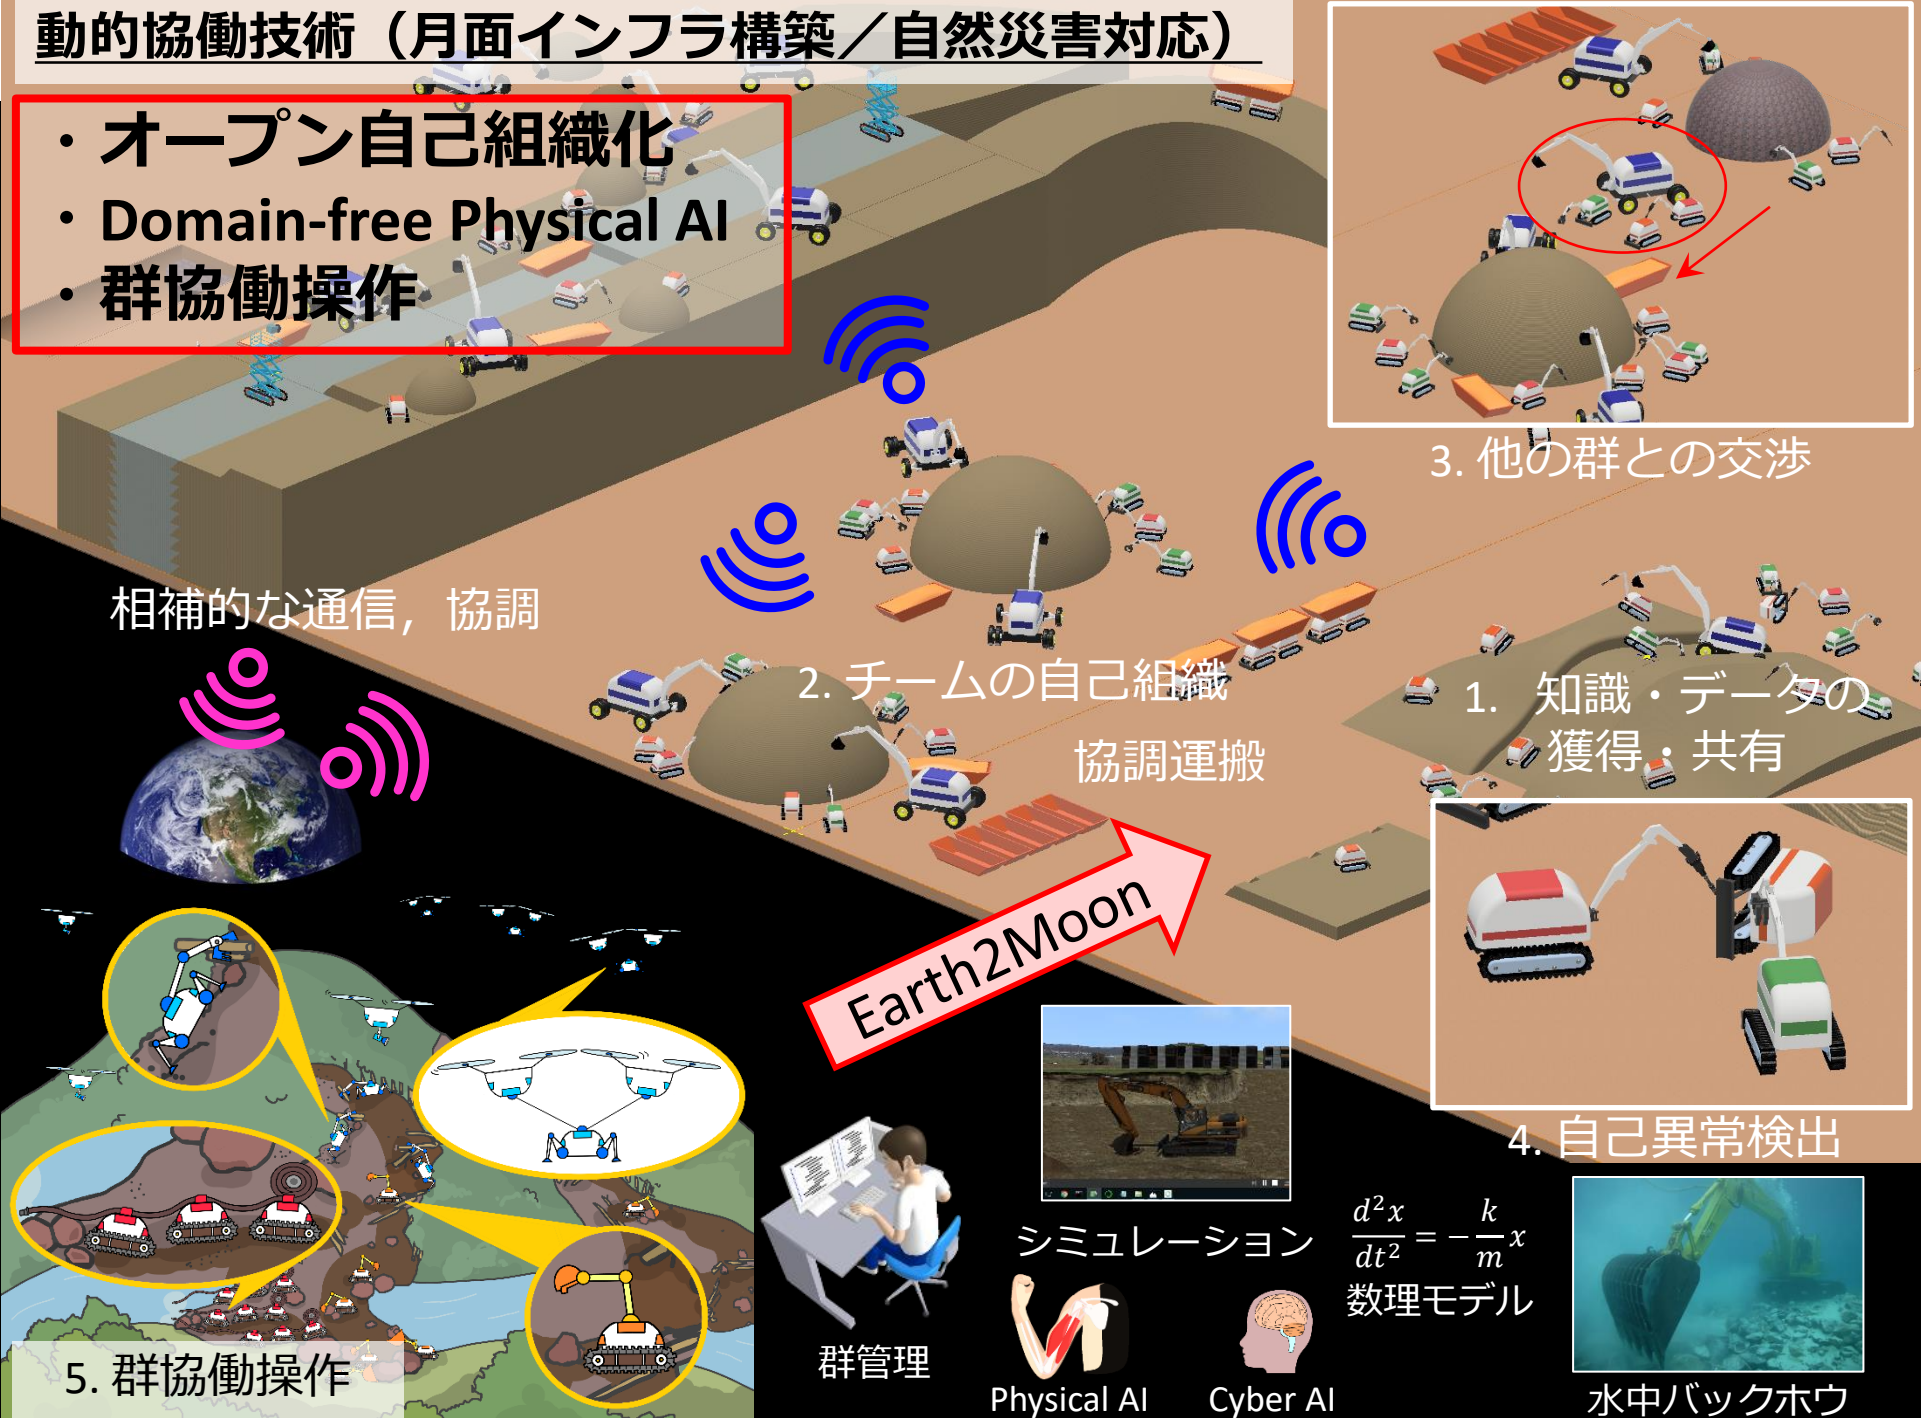 動的協働技術（月面インフラ構築／自然災害対応）
・オープン自己組織化
・Domain-free Physical AI
・群協働操作
3. 他の群との交渉
相補的な通信，協調
2. チームの自己組織
協調運搬
1. 知識・データの
獲得・共有
Earth2Moon
4. 自己異常検出
5. 群協働操作
群管理
シミュレーション
Physical AI
Cyber AI
d²x/dt² = −k/m x
数理モデル
水中バックホウ